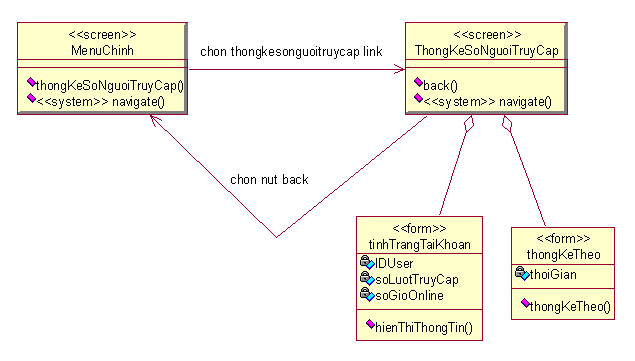 <<screen>>
MenuChinh
thongKeSoNguoiTruyCap()
<<system>> navigate()
chon thongkesonguoitruycap link
<<screen>>
ThongKeSoNguoiTruyCap
back()
<<system>> navigate()
chon nut back
<<form>>
tinhTrangTaiKhoan
IDUser
soLuotTruyCap
soGioOnline
hienThiThongTin()
<<form>>
thongKeTheo
thoiGian
thongKeTheo()